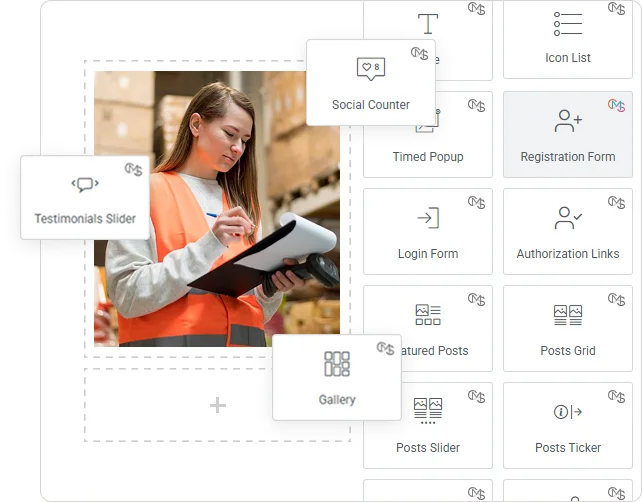 Social Counter
8
Icon List
Timed Popup
Registration Form
Testimonials Slider
Login Form
Authorization Links
atured Posts
Posts Grid
Gallery
Posts Slider
Posts Ticker